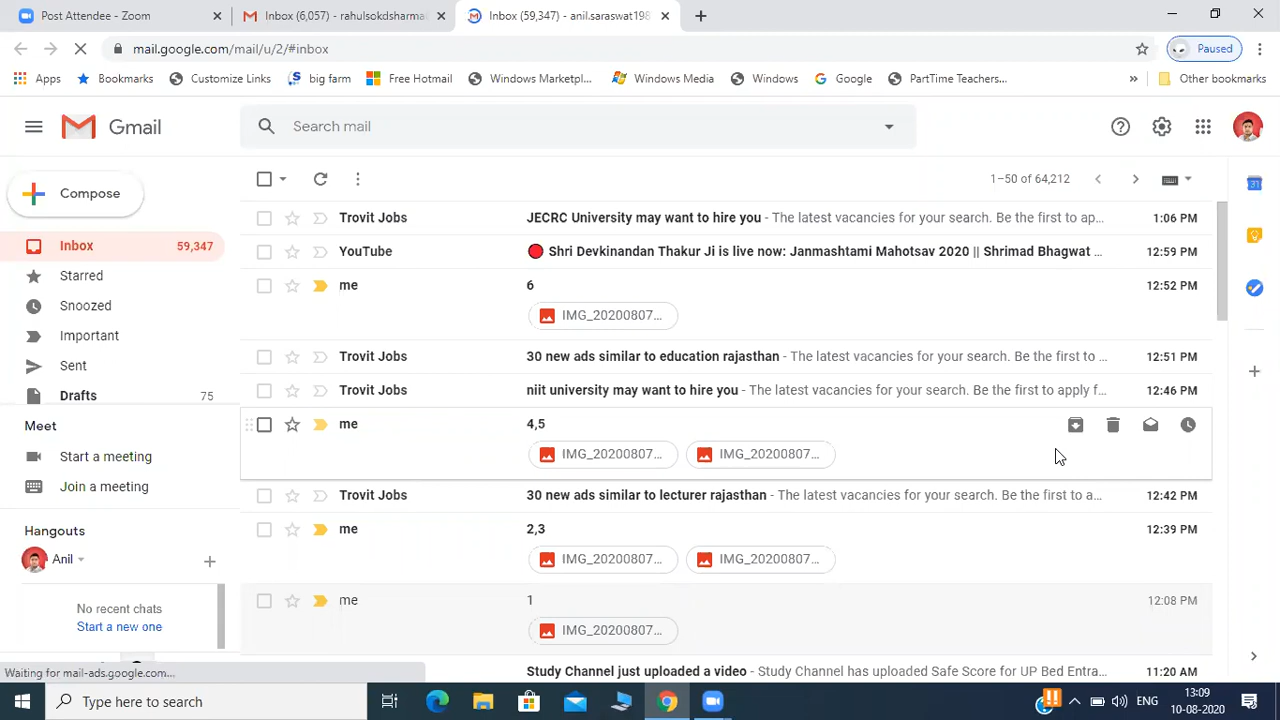 Post Attendee - Zoom
Inbox (6,057) - rahulsokdsharma
Inbox (59,347) - anil.saraswat198
mail.google.com/mail/u/2/#inbox
Paused
Apps
Bookmarks
Customize Links
big farm
Free Hotmail
Windows Marketpl...
Windows Media
Windows
Google
PartTime Teachers...
Other bookmarks
Gmail
Search mail
Compose
1–50 of 64,212
Inbox 59,347
Starred
Snoozed
Important
Sent
Drafts 75
Meet
Start a meeting
Join a meeting
Hangouts
Anil
No recent chats
Start a new one
Trovit Jobs JECRC University may want to hire you - The latest vacancies for your search. Be the first to ap... 1:06 PM
YouTube Shri Devkinandan Thakur Ji is live now: Janmashtami Mahotsav 2020 || Shrimad Bhagwat ... 12:59 PM
me 6 12:52 PM
IMG_20200807...
Trovit Jobs 30 new ads similar to education rajasthan - The latest vacancies for your search. Be the first to ... 12:51 PM
Trovit Jobs niit university may want to hire you - The latest vacancies for your search. Be the first to apply f... 12:46 PM
me 4,5
IMG_20200807... IMG_20200807...
Trovit Jobs 30 new ads similar to lecturer rajasthan - The latest vacancies for your search. Be the first to a... 12:42 PM
me 2,3 12:39 PM
IMG_20200807... IMG_20200807...
me 1 12:08 PM
IMG_20200807...
Study Channel just uploaded a video - Study Channel has uploaded Safe Score for UP Bed Entra... 11:20 AM
Waiting for mail-ads.google.com...
Type here to search
ENG
13:09
10-08-2020